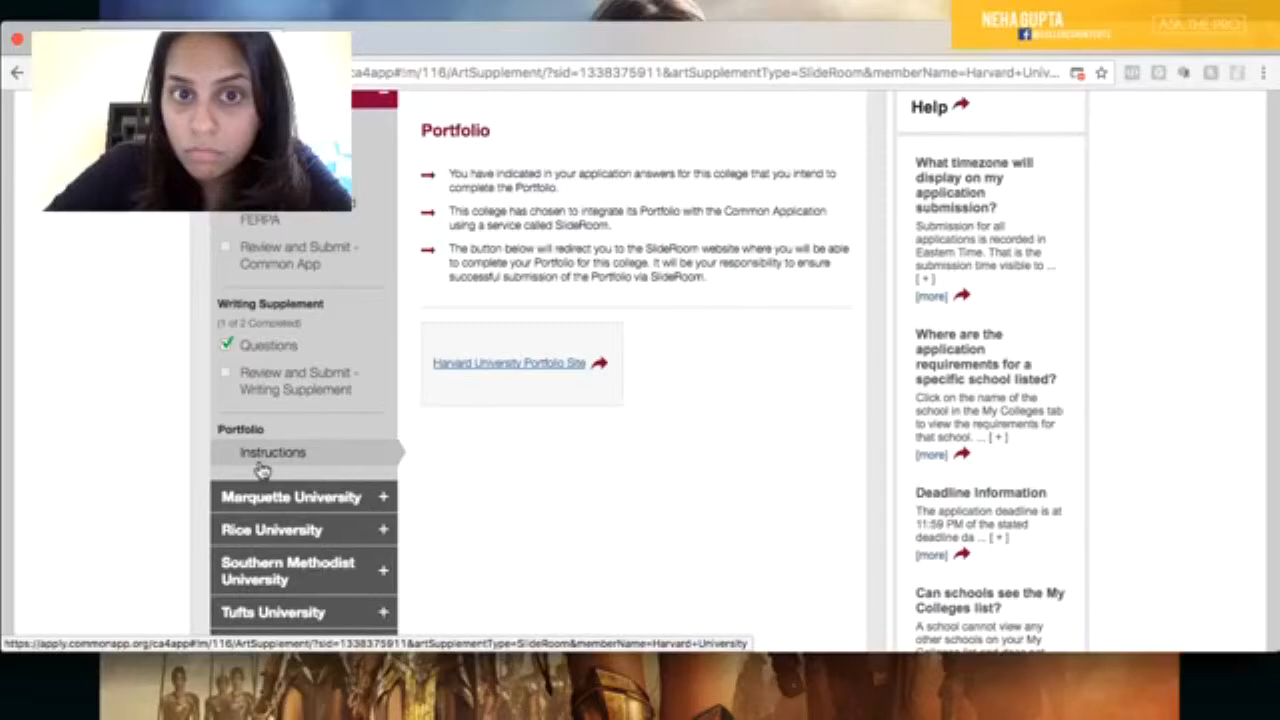 NEHA GUPTA
ASK THE PRO
ca4app#!m/116/ArtSupplement/?sid=1338375911&artSupplementType=SlideRoom&memberName=Harvard+Univ...
FERPA
Review and Submit -
Common App
Writing Supplement
(1 of 2 Completed)
Questions
Review and Submit -
Writing Supplement
Portfolio
Instructions
Marquette University +
Rice University +
Southern Methodist
University +
Tufts University +
Portfolio
You have indicated in your application answers for this college that you intend to
complete the Portfolio.
This college has chosen to integrate its Portfolio with the Common Application
using a service called SlideRoom.
The button below will redirect you to the SlideRoom website where you will be able
to complete your Portfolio for this college. It will be your responsibility to ensure
successful submission of the Portfolio via SlideRoom.
Harvard University Portfolio Site
Help
What timezone will
display on my
application
submission?
Submission for all
applications is recorded in
Eastern Time. That is the
submission time visible to ...
[ + ]
[more]
Where are the
application
requirements for a
specific school listed?
Click on the name of the
school in the My Colleges tab
to view the requirements for
that school. ... [ + ]
[more]
Deadline Information
The application deadline is at
11:59 PM of the stated
deadline da ... [ + ]
[more]
Can schools see the My
Colleges list?
A school cannot view any
other schools on your My
https://apply.commonapp.org/ca4app#!m/116/ArtSupplement/?sid=1338375911&artSupplementType=SlideRoom&memberName=Harvard+University